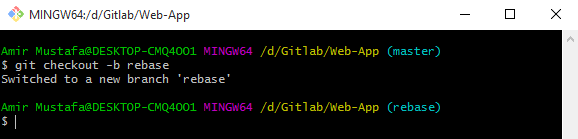 MINGW64:/d/Gitlab/Web-App
Amir Mustafa@DESKTOP-CMQ4OO1 MINGW64 /d/Gitlab/Web-App (master)
$ git checkout -b rebase
Switched to a new branch 'rebase'
Amir Mustafa@DESKTOP-CMQ4OO1 MINGW64 /d/Gitlab/Web-App (rebase)
$